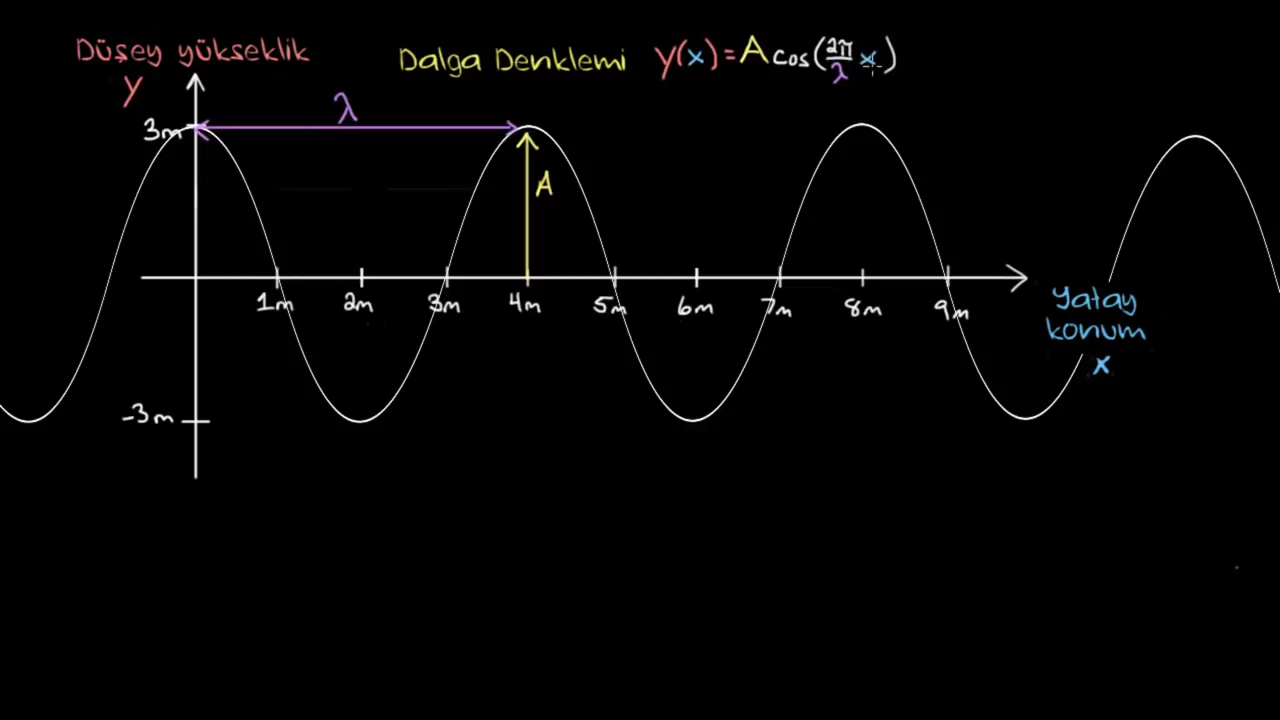 Düşey yükseklik
y
Dalga Denklemi y(x)=A cos(2π/λ x)
λ
3m
A
1m 2m 3m 4m 5m 6m 7m 8m 9m
Yatay
konum
x
-3m